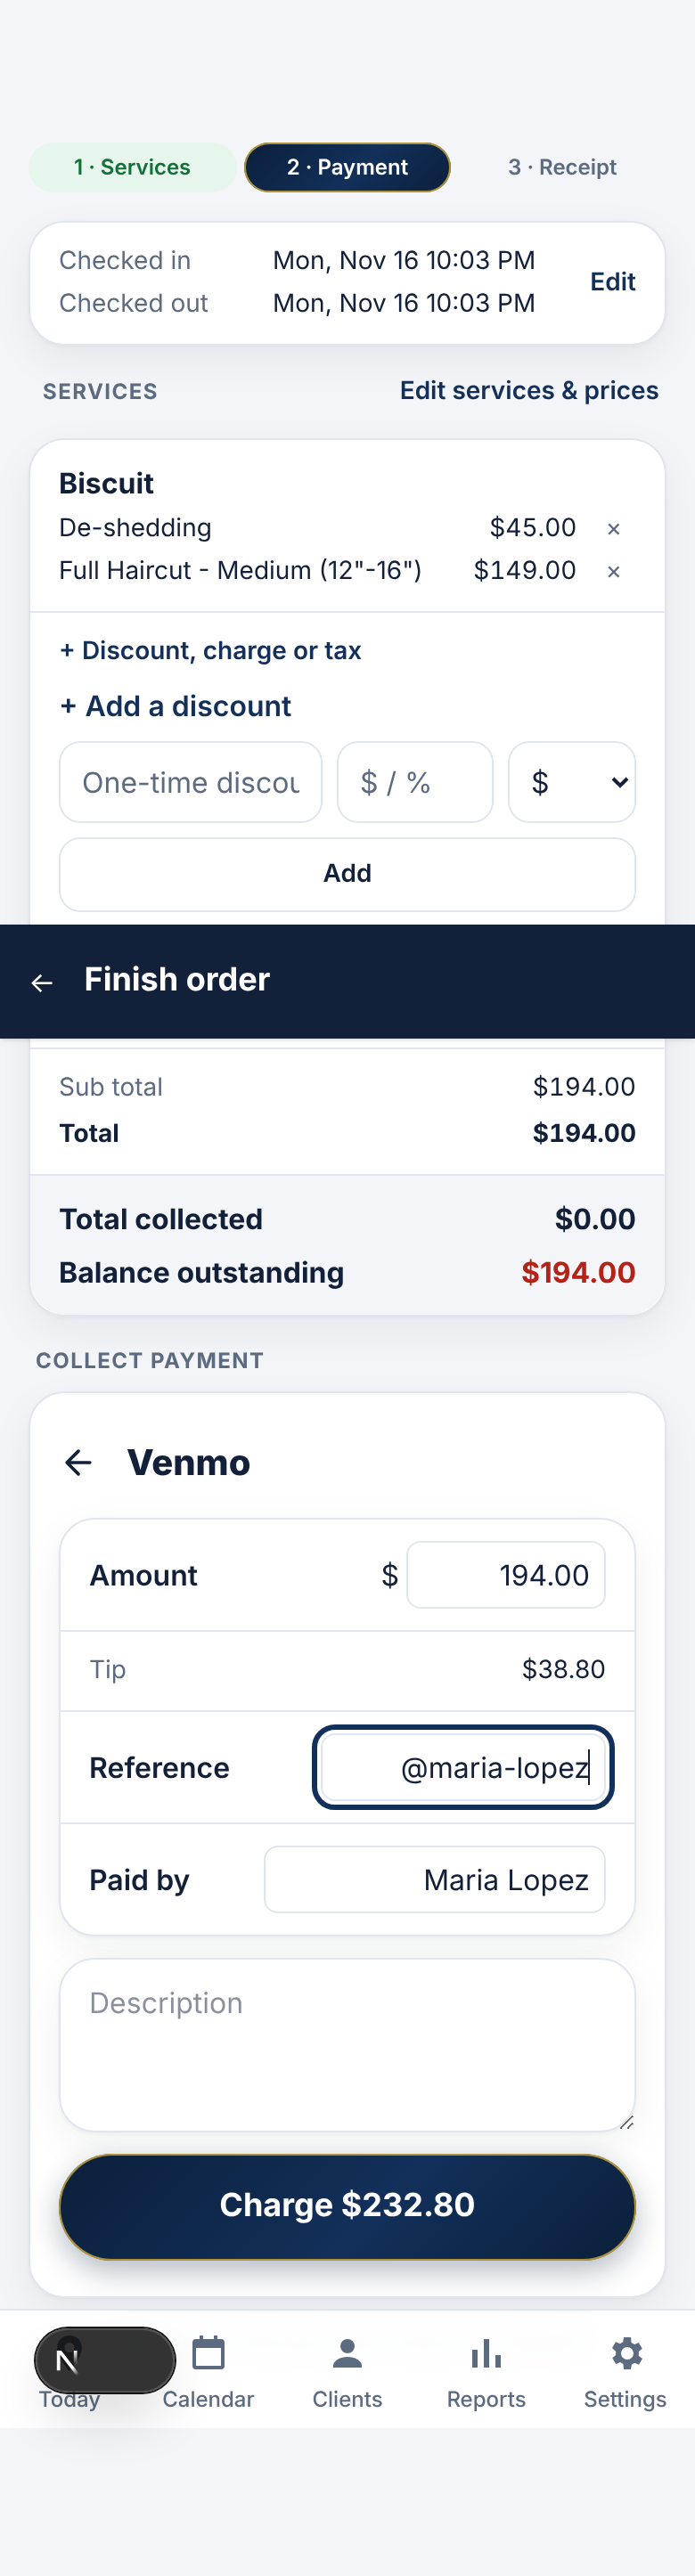 1 · Services
2 · Payment
3 · Receipt
Checked in Mon, Nov 16 10:03 PM
Edit
Checked out Mon, Nov 16 10:03 PM
SERVICES Edit services & prices
Biscuit
De-shedding $45.00 ×
Full Haircut - Medium (12"-16") $149.00 ×
+ Discount, charge or tax
+ Add a discount
One-time discou $ / % $
Add
← Finish order
Sub total $194.00
Total $194.00
Total collected $0.00
Balance outstanding $194.00
COLLECT PAYMENT
← Venmo
Amount $ 194.00
Tip $38.80
Reference @maria-lopez
Paid by Maria Lopez
Description
Charge $232.80
N
Today Calendar Clients Reports Settings